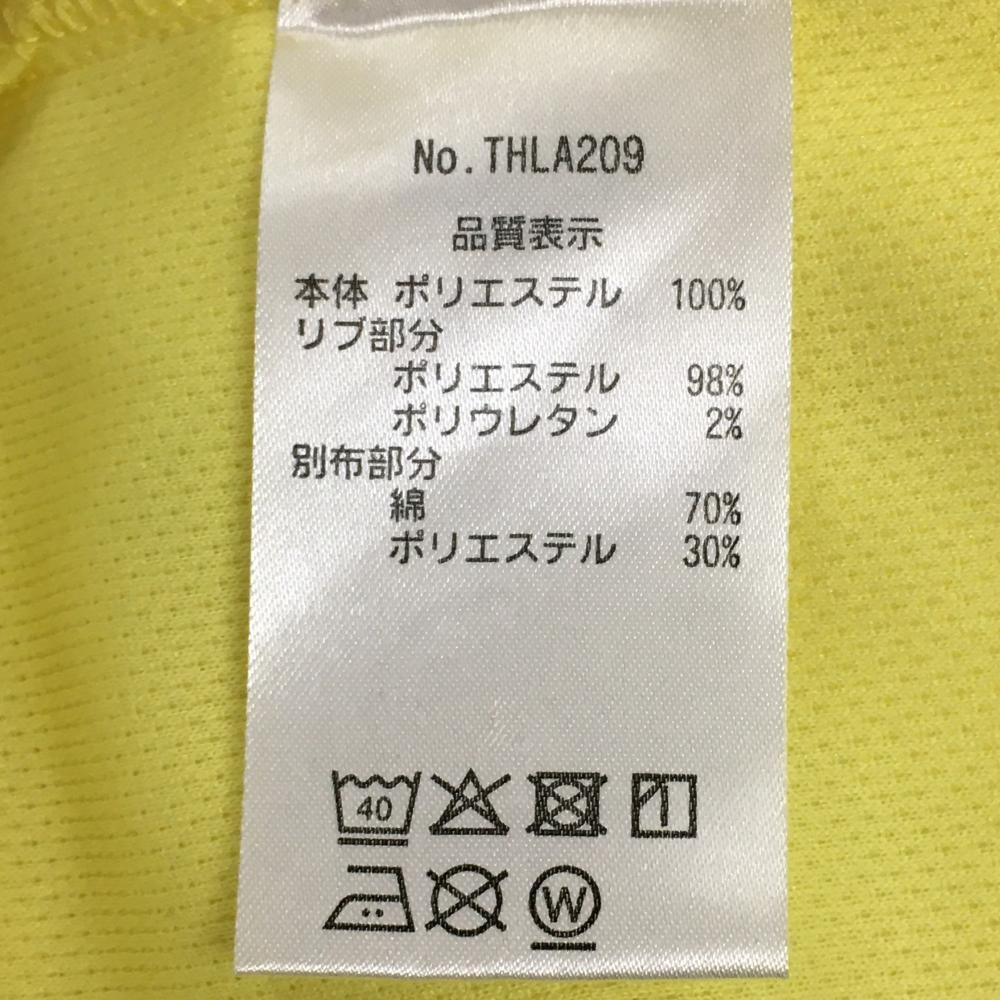 No.THLA209
品質表示
本体 ポリエステル 100%
リブ部分
ポリエステル 98%
ポリウレタン 2%
別布部分
綿 70%
ポリエステル 30%
40
W